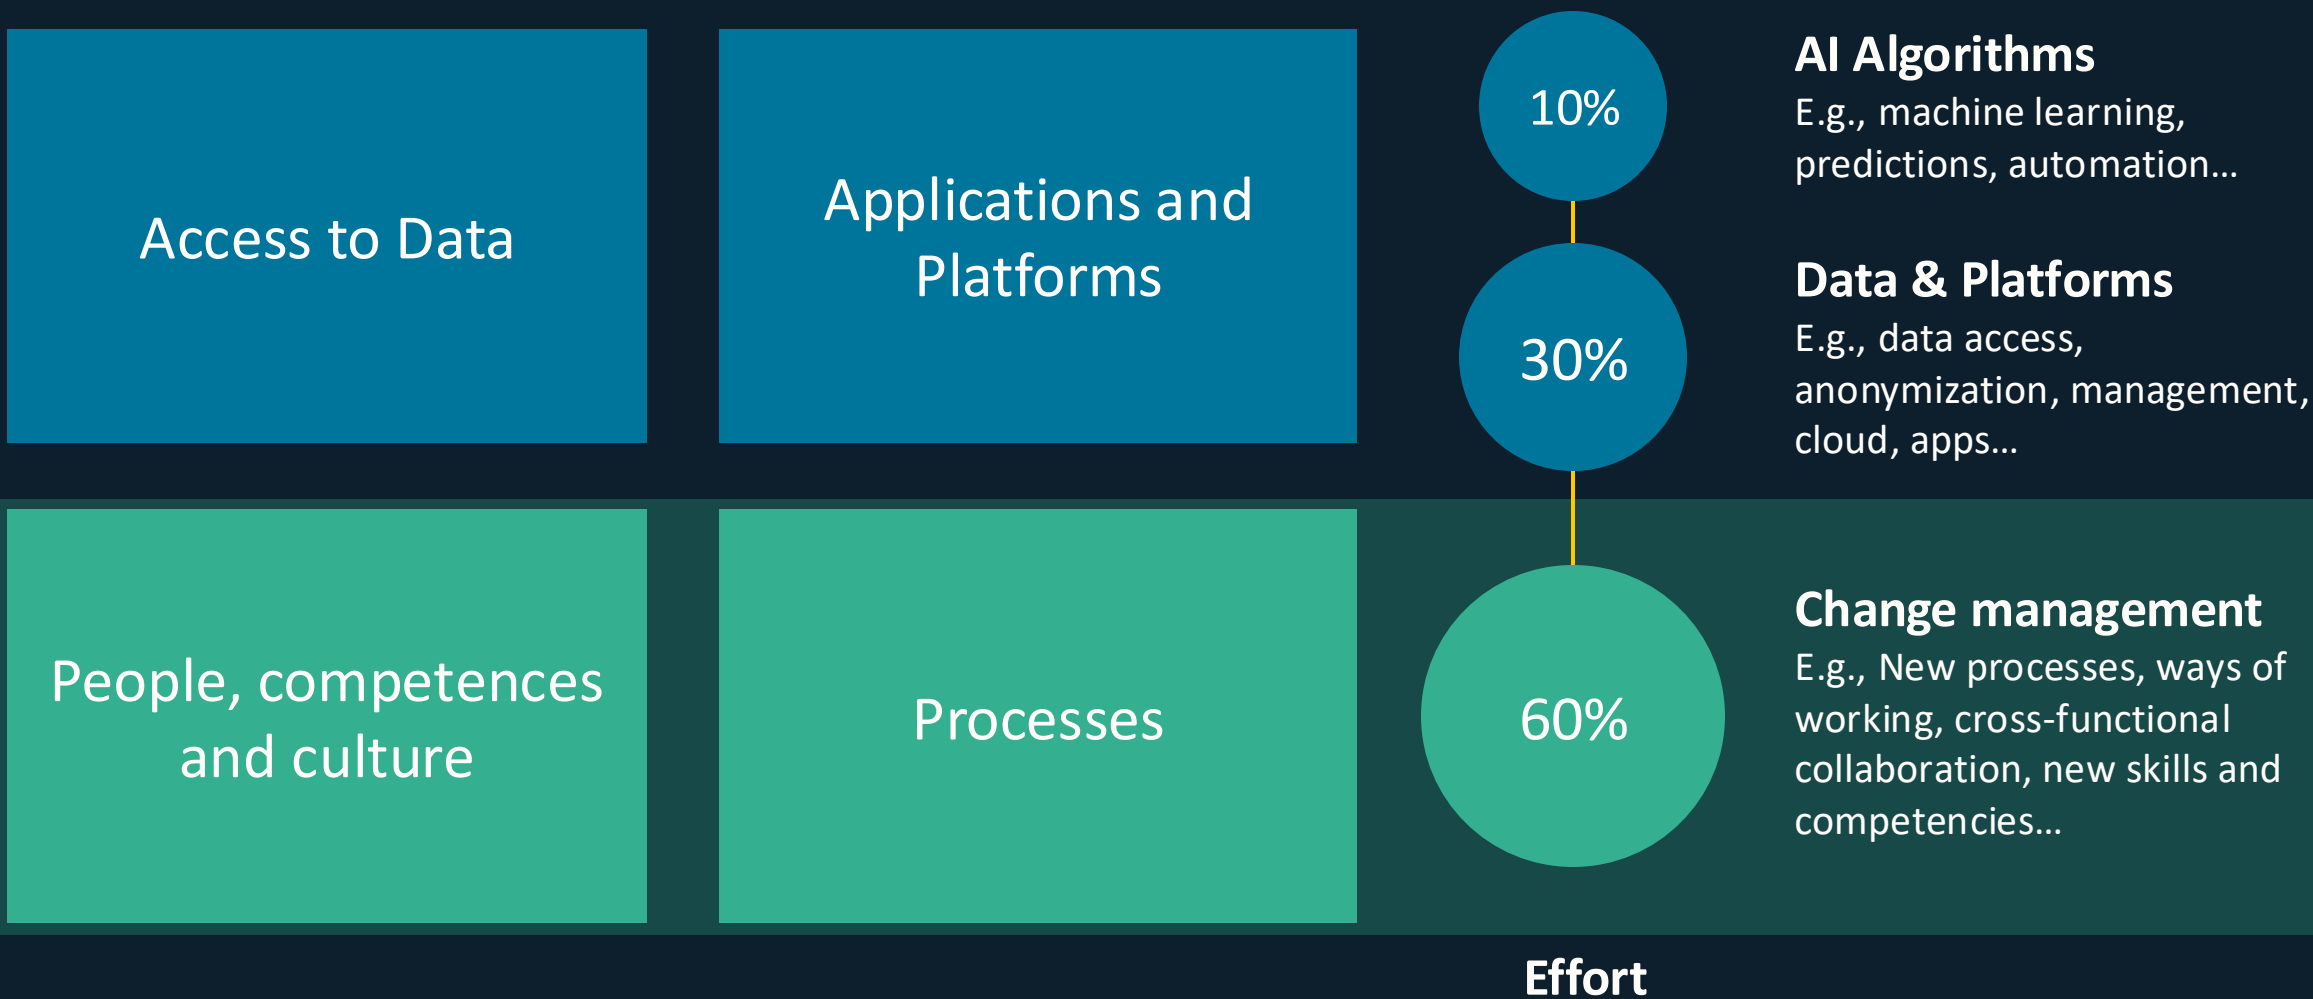 Access to Data
Applications and
Platforms
10%
AI Algorithms
E.g., machine learning,
predictions, automation...
30%
Data & Platforms
E.g., data access,
anonymization, management,
cloud, apps...
People, competences
and culture
Processes
60%
Change management
E.g., New processes, ways of
working, cross-functional
collaboration, new skills and
competencies...
Effort